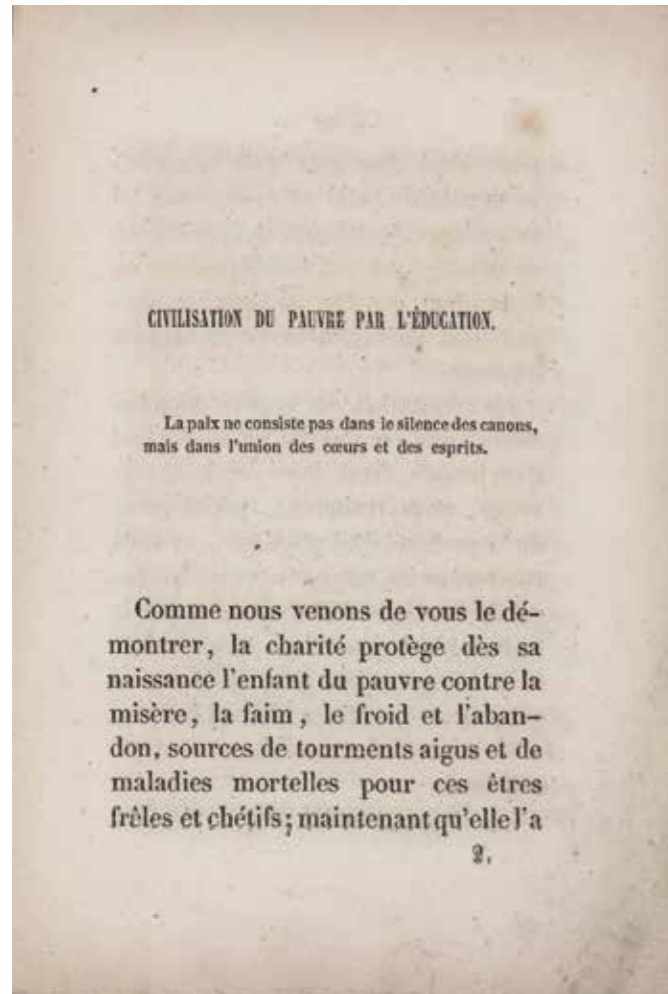 CIVILISATION DU PAUVRE PAR L'ÉDUCATION.
La paix ne consiste pas dans le silence des canons,
mais dans l'union des cœurs et des esprits.
Comme nous venons de vous le dé-
montrer, la charité protège dès sa
naissance l'enfant du pauvre contre la
misère, la faim, le froid et l'aban-
don, sources de tourments aigus et de
maladies mortelles pour ces êtres
frêles et chétifs; maintenant qu'elle l'a
2.